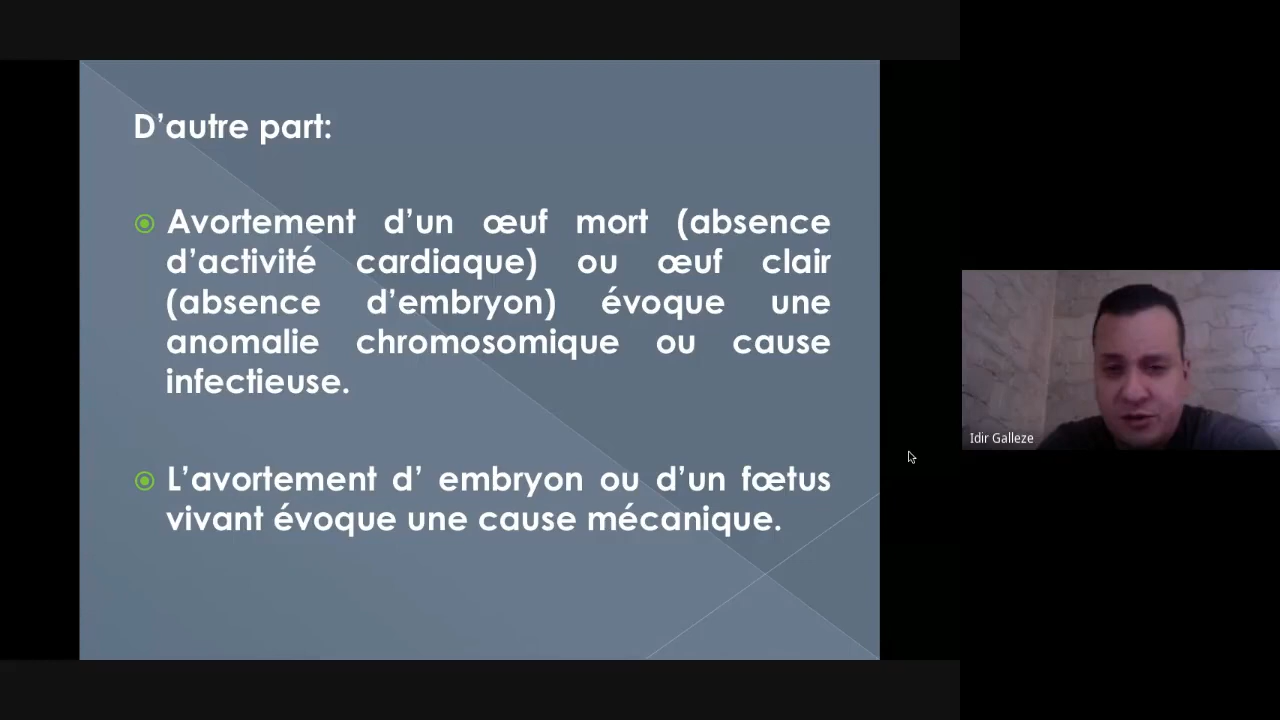 D’autre part:
Avortement d’un œuf mort (absence
d’activité cardiaque) ou œuf clair
(absence d’embryon) évoque une
anomalie chromosomique ou cause
infectieuse.
L’avortement d’ embryon ou d’un fœtus
vivant évoque une cause mécanique.
Idir Galleze